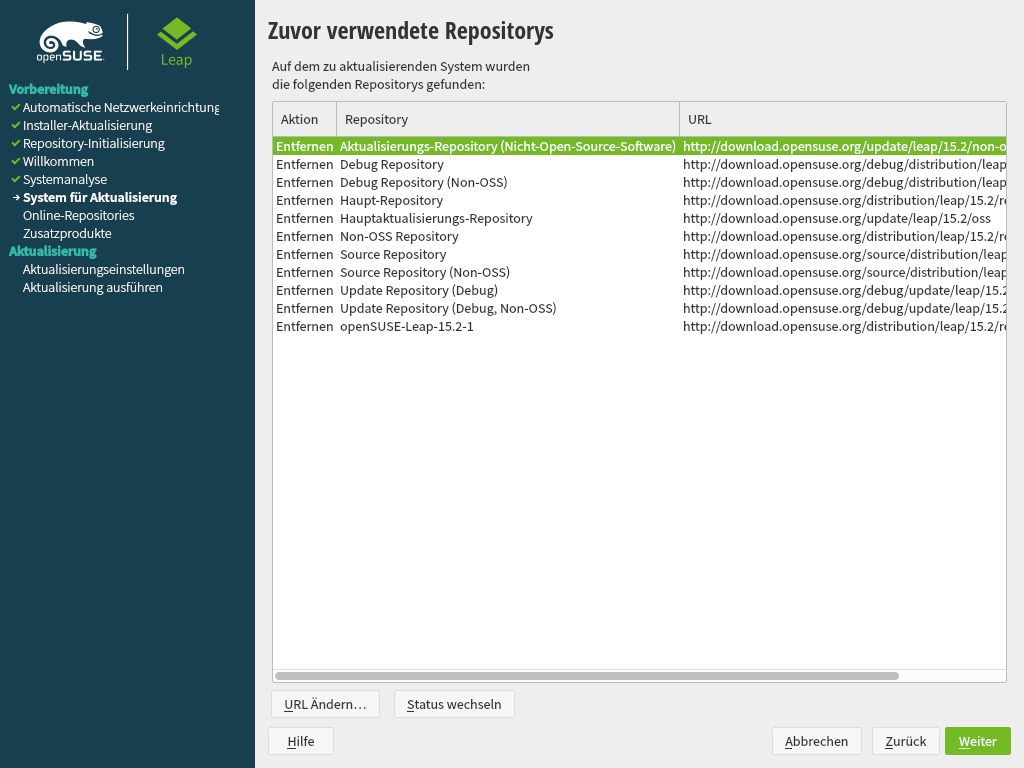 openSUSE
Leap
Vorbereitung
Automatische Netzwerkeinrichtung
Installer-Aktualisierung
Repository-Initialisierung
Willkommen
Systemanalyse
System für Aktualisierung
Online-Repositories
Zusatzprodukte
Aktualisierung
Aktualisierungseinstellungen
Aktualisierung ausführen
Zuvor verwendete Repositorys
Auf dem zu aktualisierenden System wurden
die folgenden Repositorys gefunden:
Aktion Repository URL
Entfernen Aktualisierungs-Repository (Nicht-Open-Source-Software) http://download.opensuse.org/update/leap/15.2/non-o
Entfernen Debug Repository http://download.opensuse.org/debug/distribution/leap
Entfernen Debug Repository (Non-OSS) http://download.opensuse.org/debug/distribution/leap
Entfernen Haupt-Repository http://download.opensuse.org/distribution/leap/15.2/re
Entfernen Hauptaktualisierungs-Repository http://download.opensuse.org/update/leap/15.2/oss
Entfernen Non-OSS Repository http://download.opensuse.org/distribution/leap/15.2/re
Entfernen Source Repository http://download.opensuse.org/source/distribution/leap
Entfernen Source Repository (Non-OSS) http://download.opensuse.org/source/distribution/leap
Entfernen Update Repository (Debug) http://download.opensuse.org/debug/update/leap/15.2
Entfernen Update Repository (Debug, Non-OSS) http://download.opensuse.org/debug/update/leap/15.2
Entfernen openSUSE-Leap-15.2-1 http://download.opensuse.org/distribution/leap/15.2/re
URL Ändern… Status wechseln
Hilfe Abbrechen Zurück Weiter